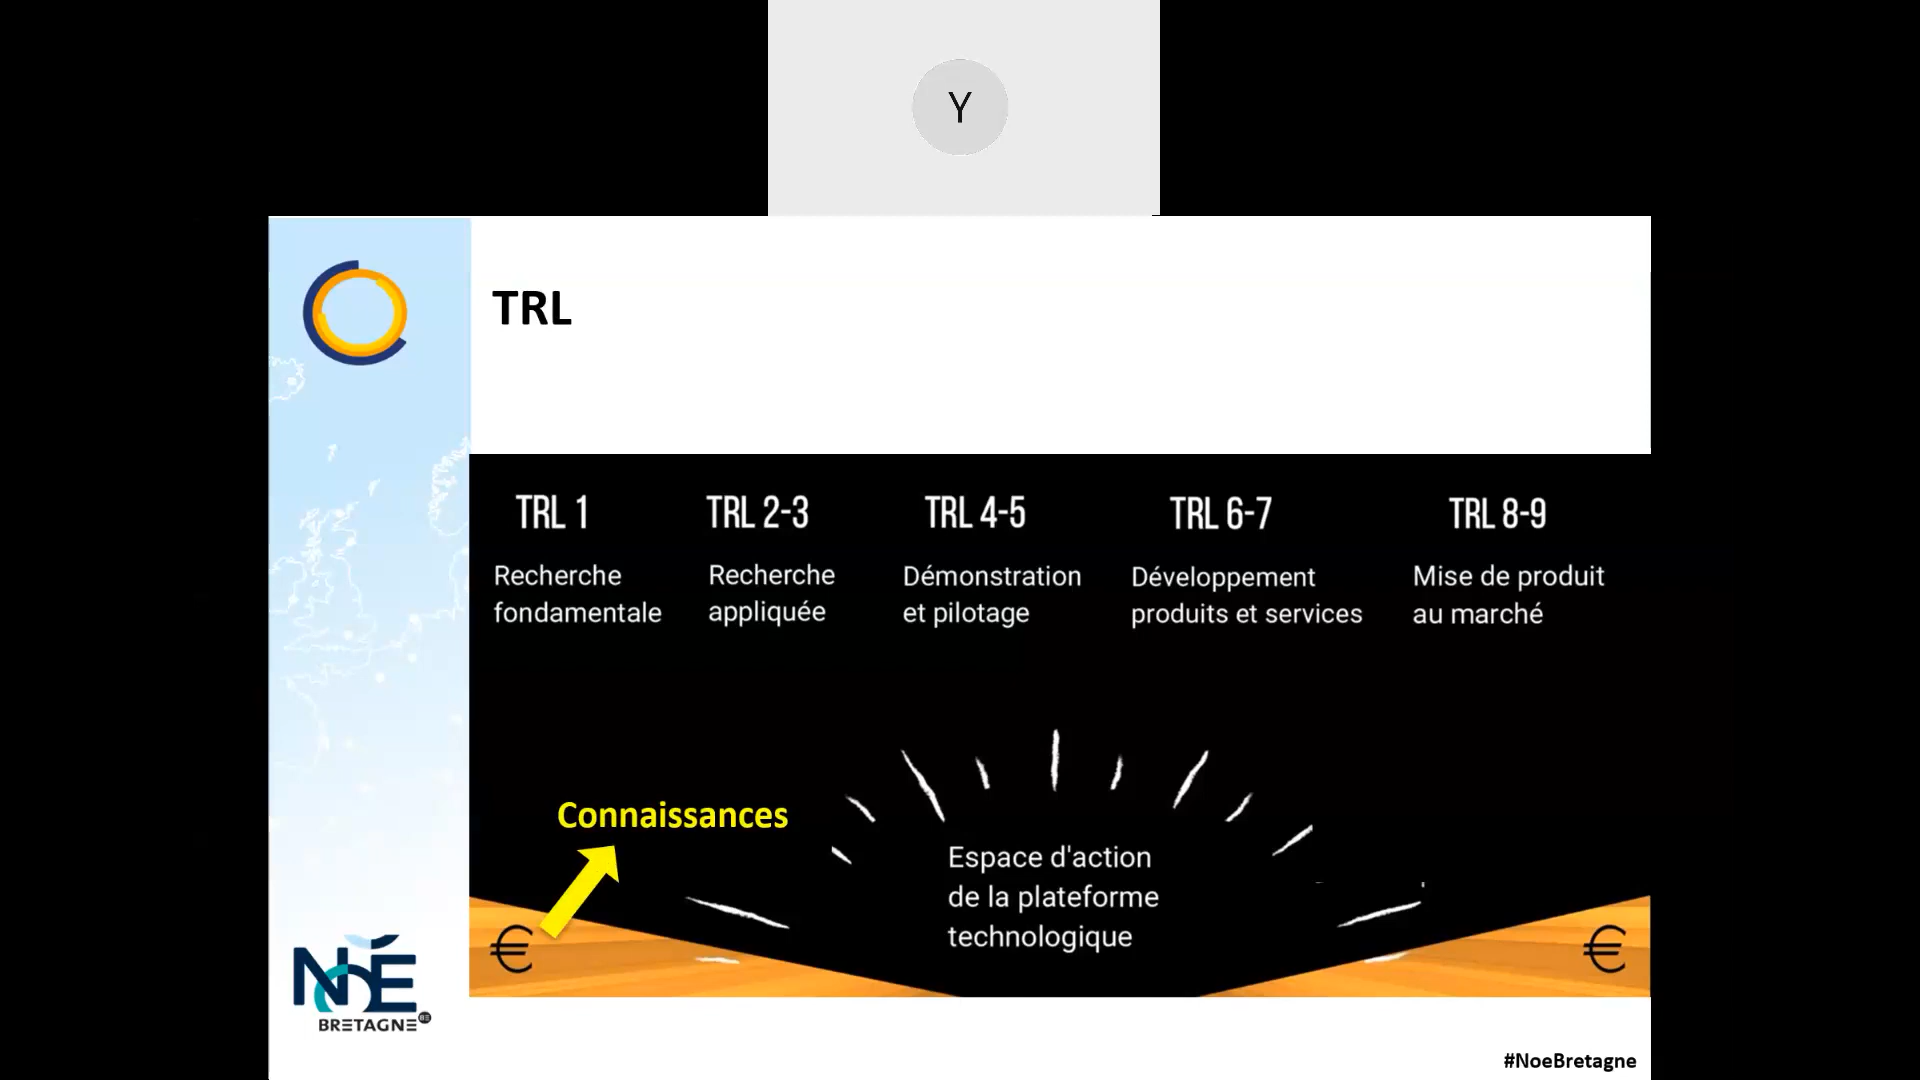 Y
TRL
TRL 1
Recherche
fondamentale
TRL 2-3
Recherche
appliquée
TRL 4-5
Démonstration
et pilotage
TRL 6-7
Développement
produits et services
TRL 8-9
Mise de produit
au marché
Connaissances
Espace d'action
de la plateforme
technologique
€
€
NOÉ
BRETAGNE
#NoeBretagne